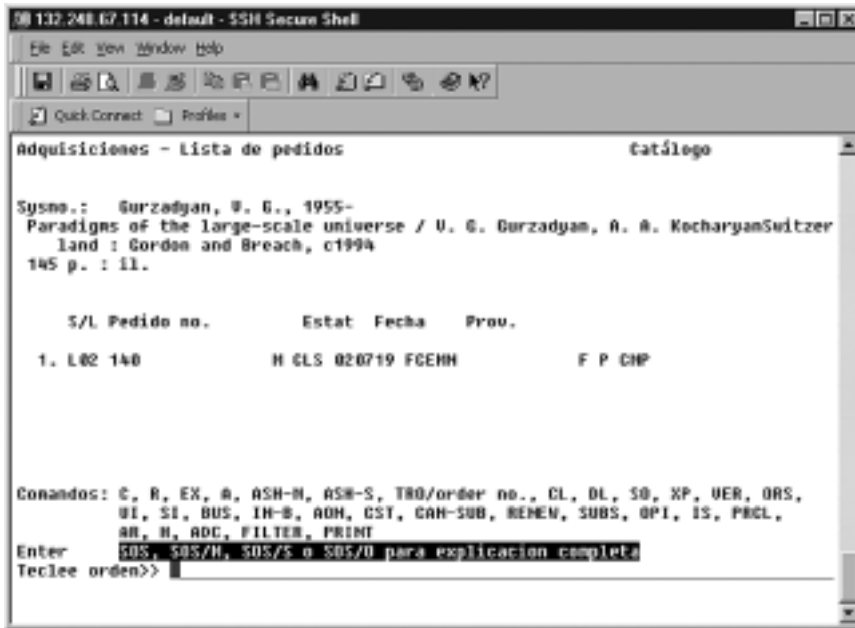 132.248.67.114 - default - SSH Secure Shell
File Edit View Window Help
Quick Connect Profiles
Adquisiciones - Lista de pedidos Catálogo
Sysno.: Gurzadyan, V. G., 1955-
Paradigms of the large-scale universe / V. G. Gurzadyan, A. A. KocharyanSwitzer
land : Gordon and Breach, c1994
145 p. : il.
S/L Pedido no. Estat Fecha Prov.
1. L02 140 M CLS 020719 FCEMN F P CMP
Comandos: C, R, EX, A, ASH-N, ASH-S, TRO/order no., CL, DL, SO, XP, VER, ORS,
VI, SI, BUS, IN-B, ADN, CST, CAN-SUB, RENEW, SUBS, OPI, IS, PRCL,
AR, N, ADC, FILTER, PRINT
Enter SOS, SOS/M, SOS/S o SOS/O para explicacion completa
Teclee orden>>